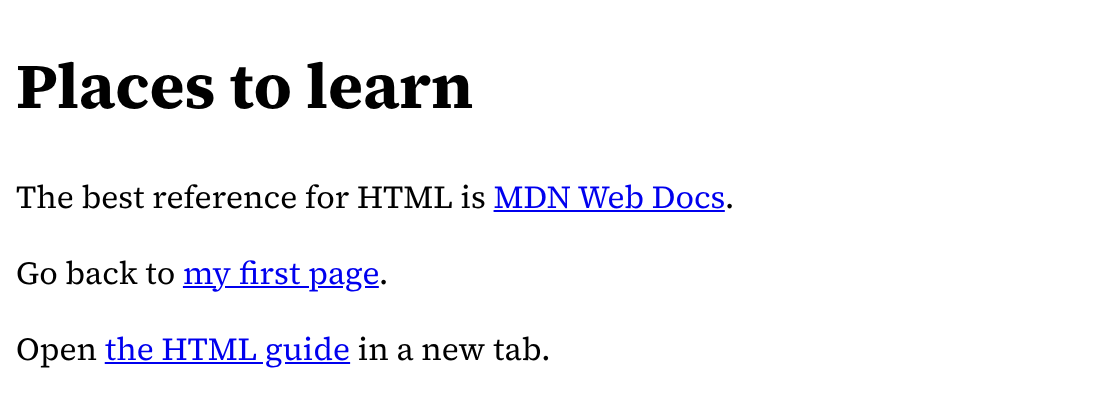 Places to learn
The best reference for HTML is MDN Web Docs.
Go back to my first page.
Open the HTML guide in a new tab.